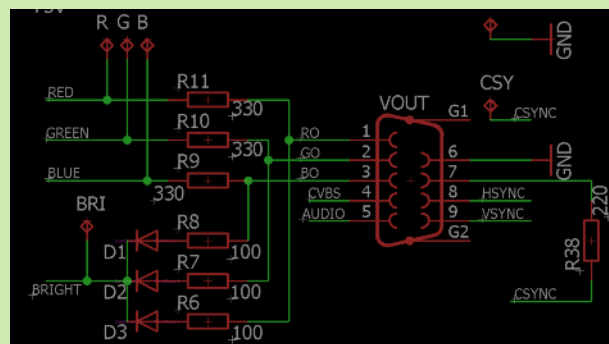 R G B
GND
R11
RED
330
CSY
VOUT
G1
CSYNC
R10
GREEN
330
RO
1
GO
2
6
R9
BLUE
330
BO
3
7
GND
CVBS
4
8
HSYNC
220
BRI
R8
AUDIO
5
9
VSYNC
D1
100
G2
R7
R38
BRIGHT
D2
100
CSYNC
R6
D3
100